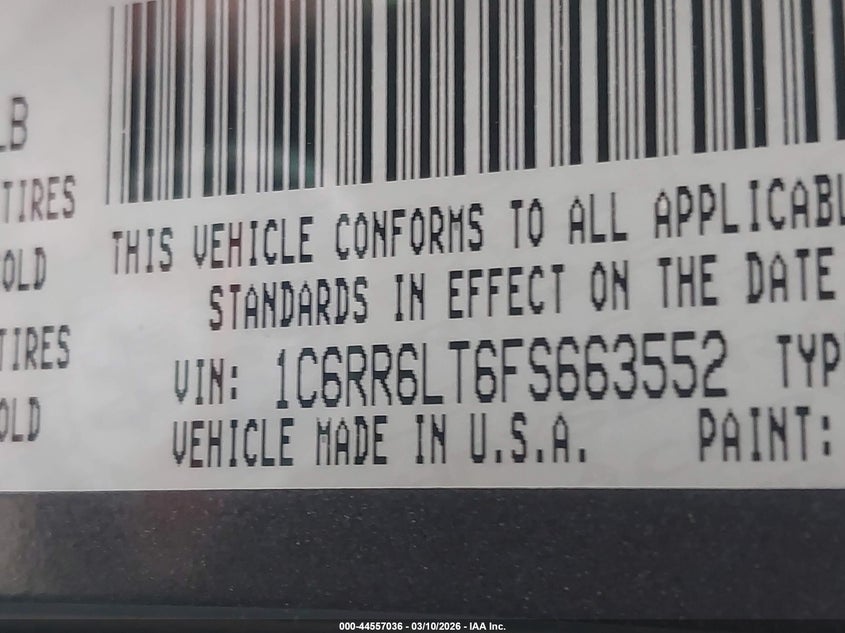 LB
TIRES
OLD
TIRES
OLD
THIS VEHICLE CONFORMS TO ALL APPLICABL
STANDARDS IN EFFECT ON THE DATE
VIN: 1C6RR6LT6FS663552 TYP
VEHICLE MADE IN U.S.A. PAINT:
000-44557036 - 03/10/2026 - IAA Inc.